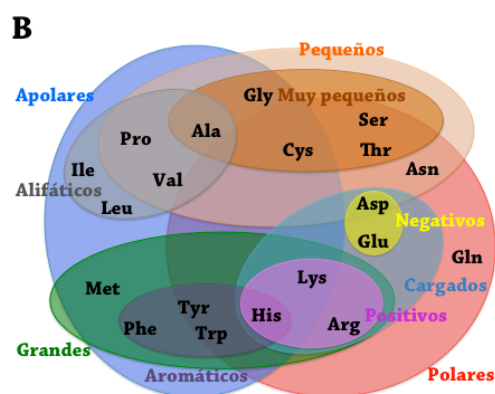 B
Pequeños
Apolares
Gly Muy pequeños
Ser
Pro Ala
Cys Thr
Ile Val Asn
Alifáticos
Leu
Asp
Negativos
Glu
Gln
Lys
Cargados
Met
Tyr
His Positivos
Phe Trp Arg
Grandes
Aromáticos Polares